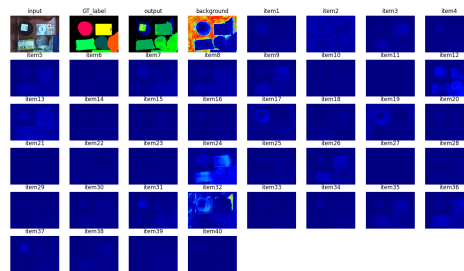 input GT_label output background item1 item2 item3 item4
item5 item6 item7 item8 item9 item10 item11 item12
item13 item14 item15 item16 item17 item18 item19 item20
item21 item22 item23 item24 item25 item26 item27 item28
item29 item30 item31 item32 item33 item34 item35 item36
item37 item38 item39 item40